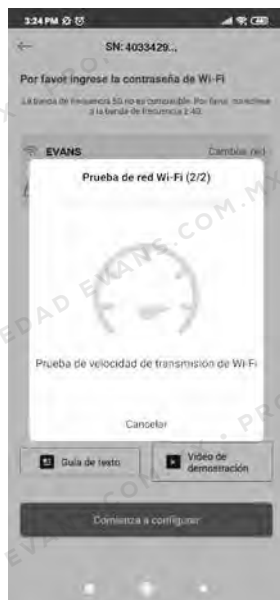 3:24 PM
SN: 4033429...
Por favor ingrese la contraseña de Wi-Fi
La banda de frecuencia 5G no es compatible. Por favor, conéctese
a la banda de frecuencia 2.4G.
EVANS
Cambiar red
Prueba de red Wi-Fi (2/2)
Prueba de velocidad de transmisión de Wi-Fi
Cancelar
Guía de texto
Video de
demostración
Comienza a configurar
EVANS.COM.MX